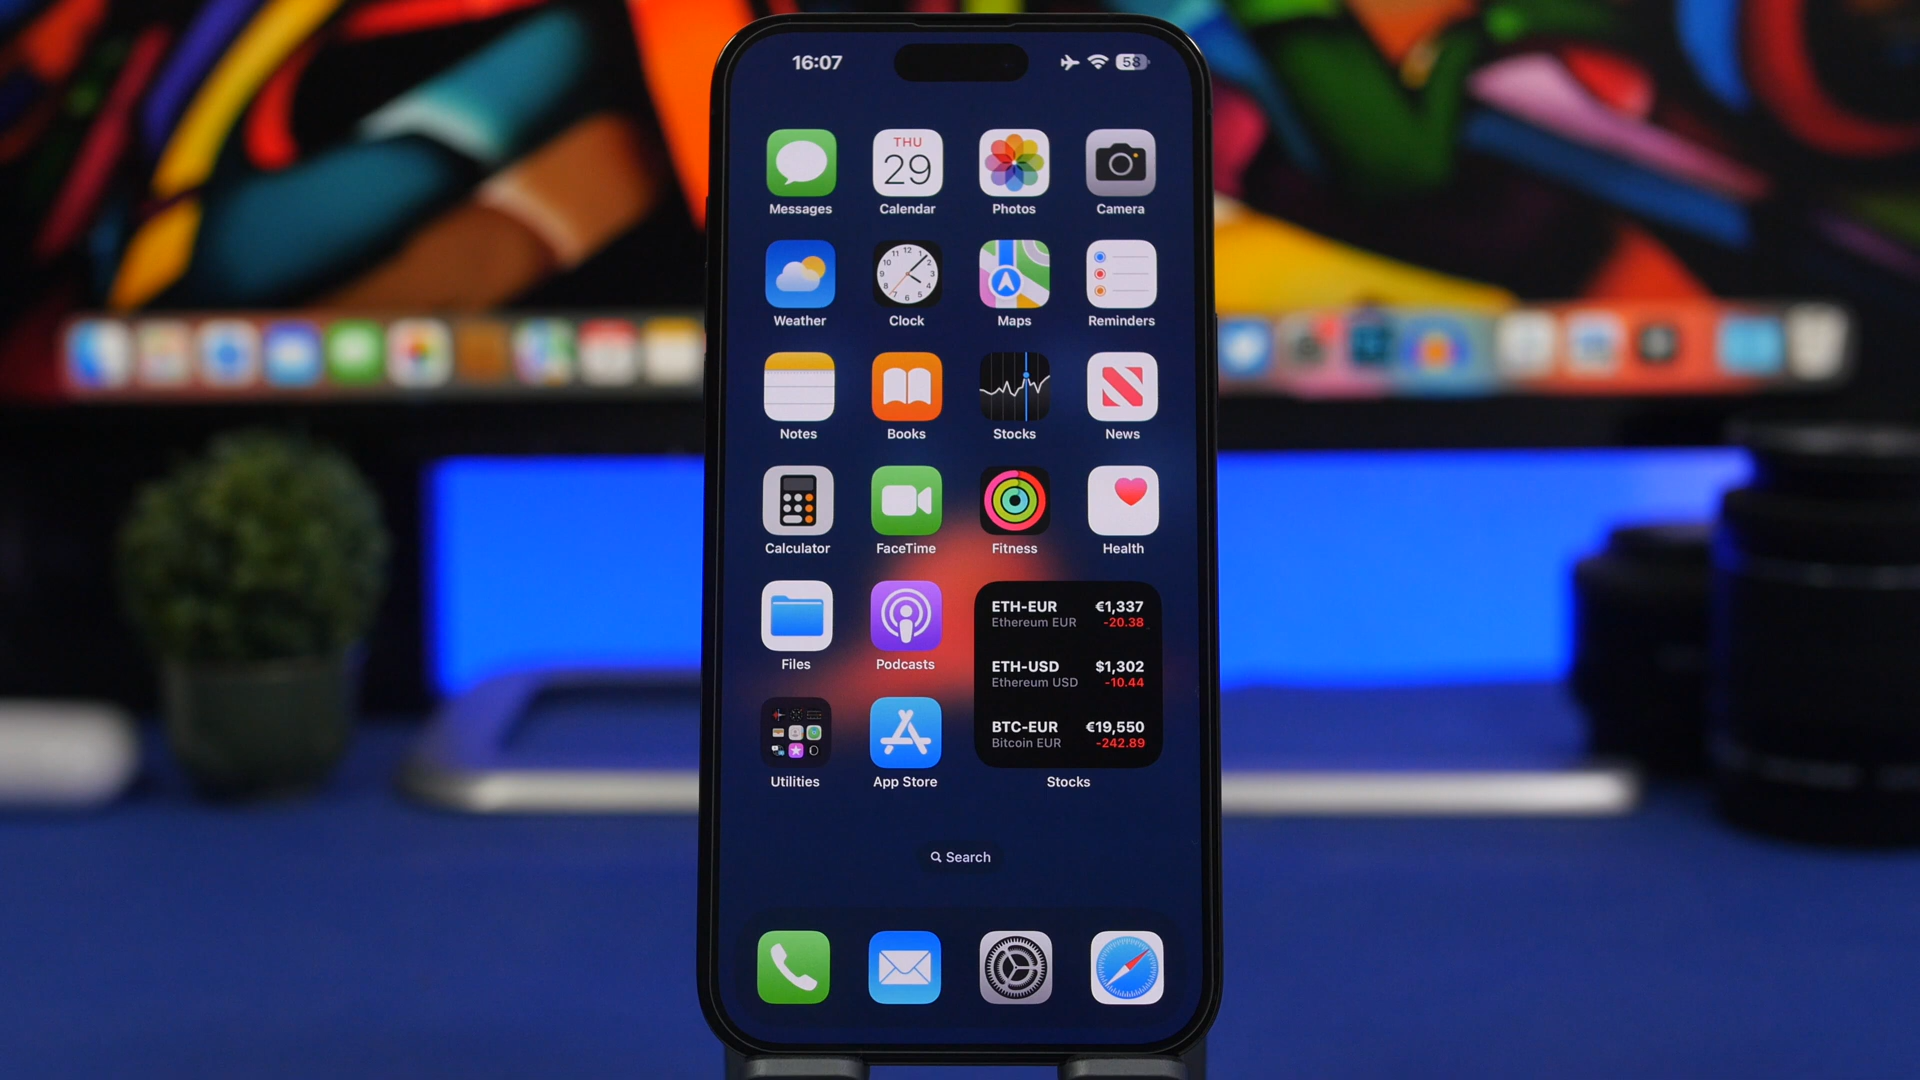 16:07 58
THU
29
Messages Calendar Photos Camera
Weather Clock Maps Reminders
Notes Books Stocks News
Calculator FaceTime Fitness Health
Files Podcasts
ETH-EUR €1,337
Ethereum EUR -20.38
ETH-USD $1,302
Ethereum USD -10.44
BTC-EUR €19,550
Bitcoin EUR -242.89
Utilities App Store Stocks
Search